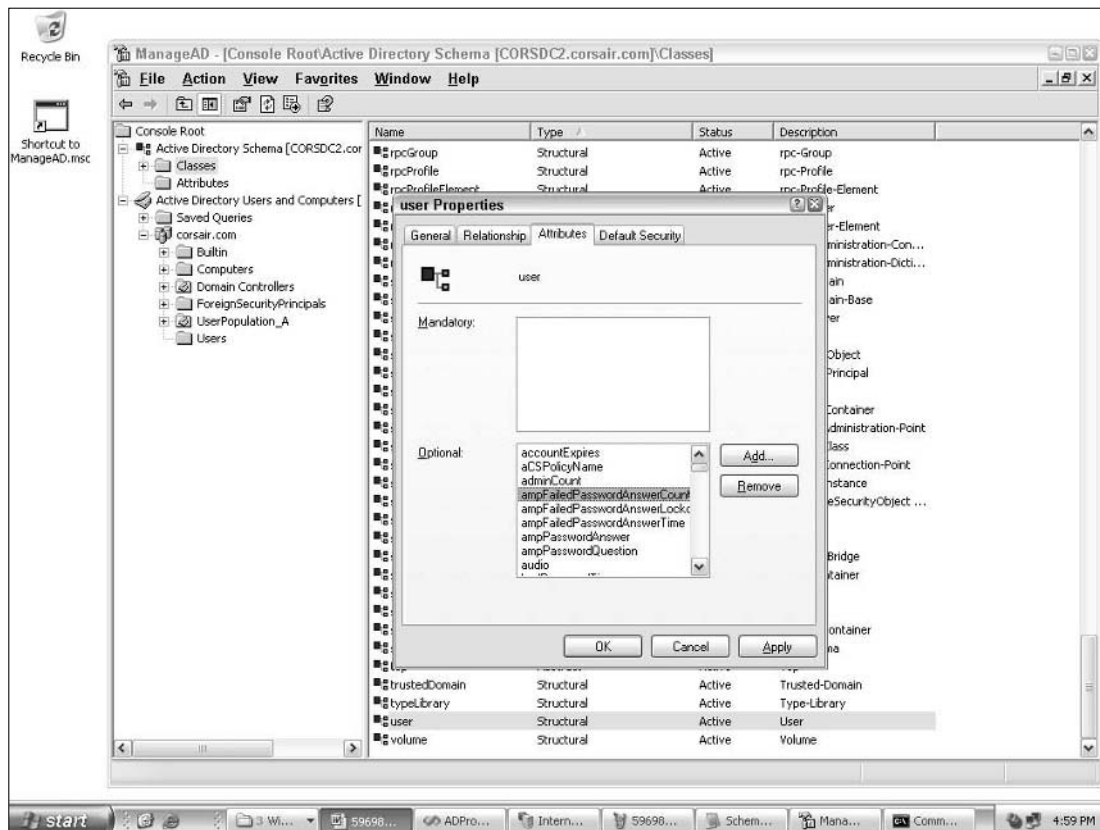 Recycle Bin
Shortcut to
ManageAD.msc
ManageAD - [Console Root\Active Directory Schema [CORSDC2.corsair.com]\Classes]
File Action View Favorites Window Help
Console Root
Active Directory Schema [CORSDC2.cor
Classes
Attributes
Active Directory Users and Computers [
Saved Queries
corsair.com
Builtin
Computers
Domain Controllers
ForeignSecurityPrincipals
UserPopulation_A
Users
Name Type Status Description
rpcGroup Structural Active rpc-Group
rpcProfile Structural Active rpc-Profile
rpcProfileElement Structural Active rpc-Profile-Element
er-Element
ministration-Con...
ministration-Dicti...
ain
ain-Base
Object
Principal
Container
dministration-Point
lass
Connection-Point
nstance
eSecurityObject ...
Bridge
tainer
ontainer
user Properties
General Relationship Attributes Default Security
user
Mandatory:
Optional:
accountExpires
aCSPolicyName
adminCount
ampFailedPasswordAnswerCount
ampFailedPasswordAnswerLocko
ampFailedPasswordAnswerTime
ampPasswordAnswer
ampPasswordQuestion
audio
Add...
Remove
OK Cancel Apply
trustedDomain Structural Active Trusted-Domain
typeLibrary Structural Active Type-Library
user Structural Active User
volume Structural Active Volume
start 3 Wi... 59698... ADPro... Intern... 59698... Schem... Mana... Comm... 4:59 PM